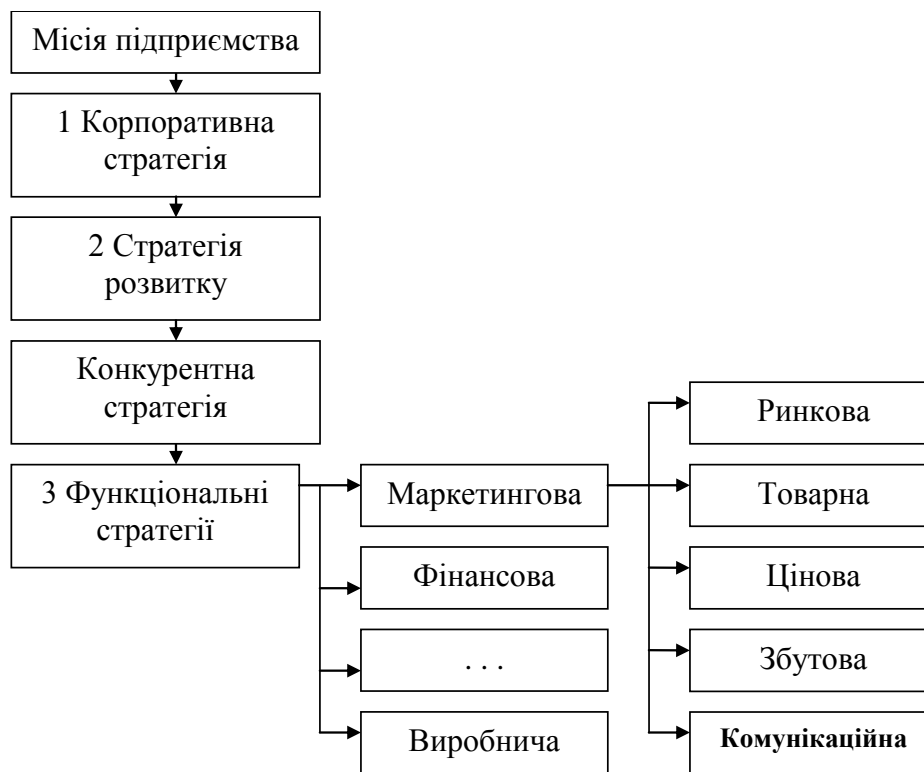 Місія підприємства
1 Корпоративна
стратегія
2 Стратегія
розвитку
Конкурентна
стратегія
3 Функціональні
стратегії
Маркетингова
Фінансова
. . .
Виробнича
Ринкова
Товарна
Цінова
Збутова
Комунікаційна